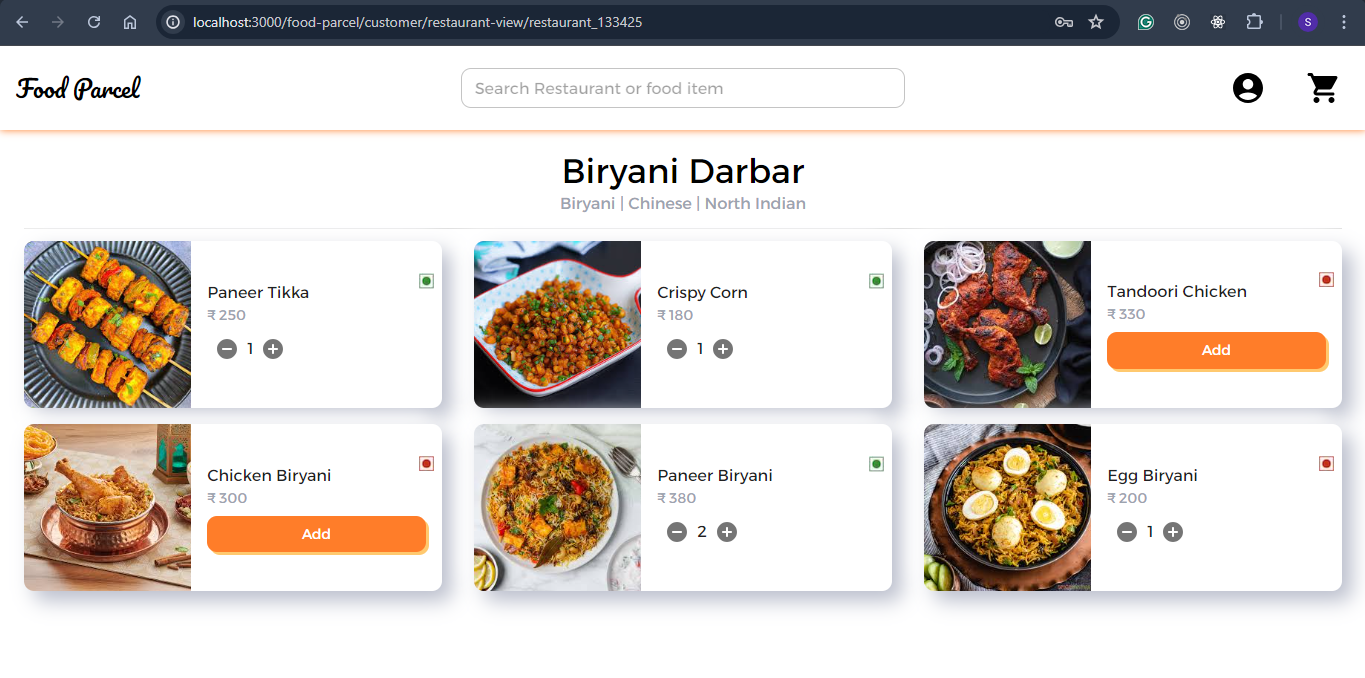 localhost:3000/food-parcel/customer/restaurant-view/restaurant_133425
S
Food Parcel
Search Restaurant or food item
Biryani Darbar
Biryani | Chinese | North Indian
Paneer Tikka
₹ 250
1
Crispy Corn
₹ 180
1
Tandoori Chicken
₹ 330
Add
Chicken Biryani
₹ 300
Add
Paneer Biryani
₹ 380
2
Egg Biryani
₹ 200
1